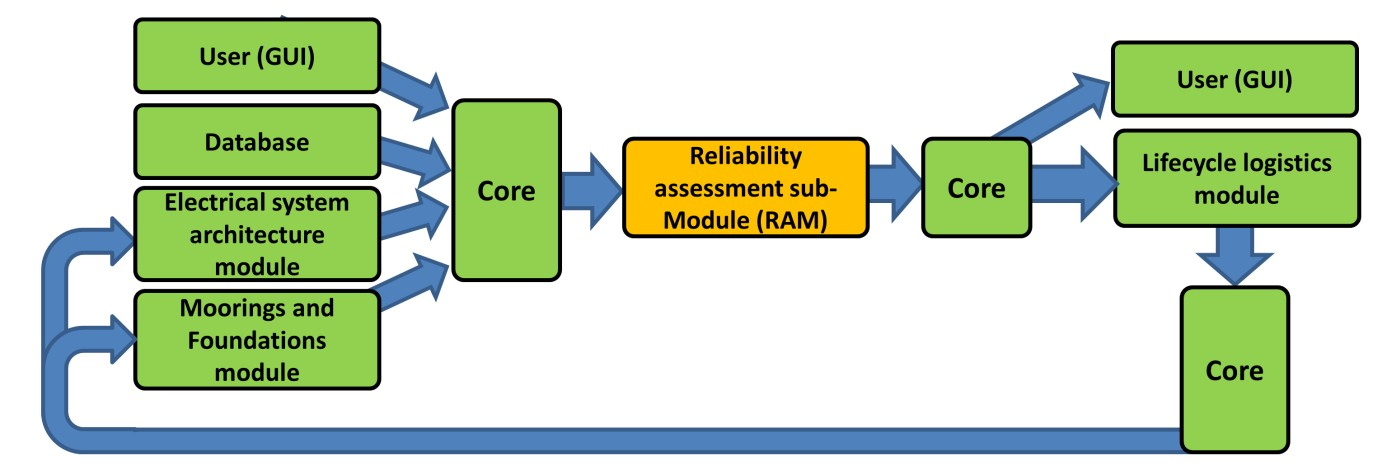 User (GUI)
Database
Electrical system
architecture
module
Moorings and
Foundations
module
Core
Reliability
assessment sub-
Module (RAM)
Core
User (GUI)
Lifecycle logistics
module
Core